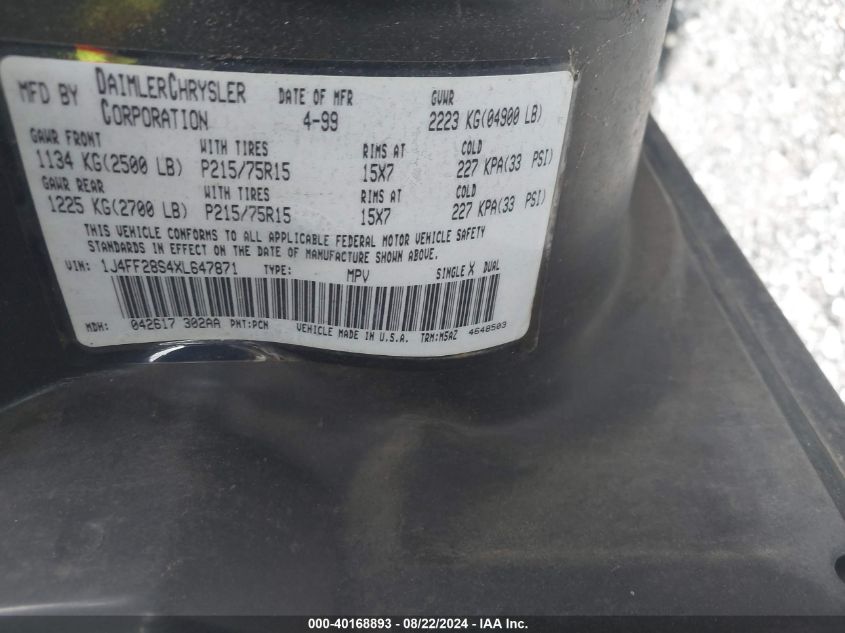 MFD BY DAIMLERCHRYSLER CORPORATION DATE OF MFR 4-99 GVWR 2223 KG(04900 LB)
GAWR FRONT WITH TIRES RIMS AT COLD
1134 KG(2500 LB) P215/75R15 15X7 227 KPA(33 PSI)
GAWR REAR WITH TIRES RIMS AT COLD
1225 KG(2700 LB) P215/75R15 15X7 227 KPA(33 PSI)
THIS VEHICLE CONFORMS TO ALL APPLICABLE FEDERAL MOTOR VEHICLE SAFETY
STANDARDS IN EFFECT ON THE DATE OF MANUFACTURE SHOWN ABOVE.
VIN: 1J4FF28S4XL647871 TYPE: MPV SINGLE X DUAL
MDH: 042617 302AA PNT:PCH VEHICLE MADE IN U.S.A. TRM:M5AZ 4648503
000-40168893 - 08/22/2024 - IAA Inc.